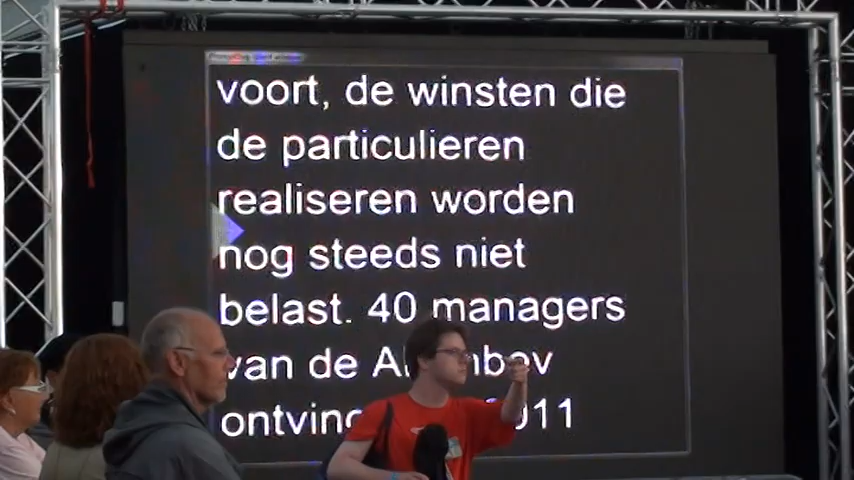 voort, de winsten die
de particulieren
realiseren worden
nog steeds niet
belast. 40 managers
van de